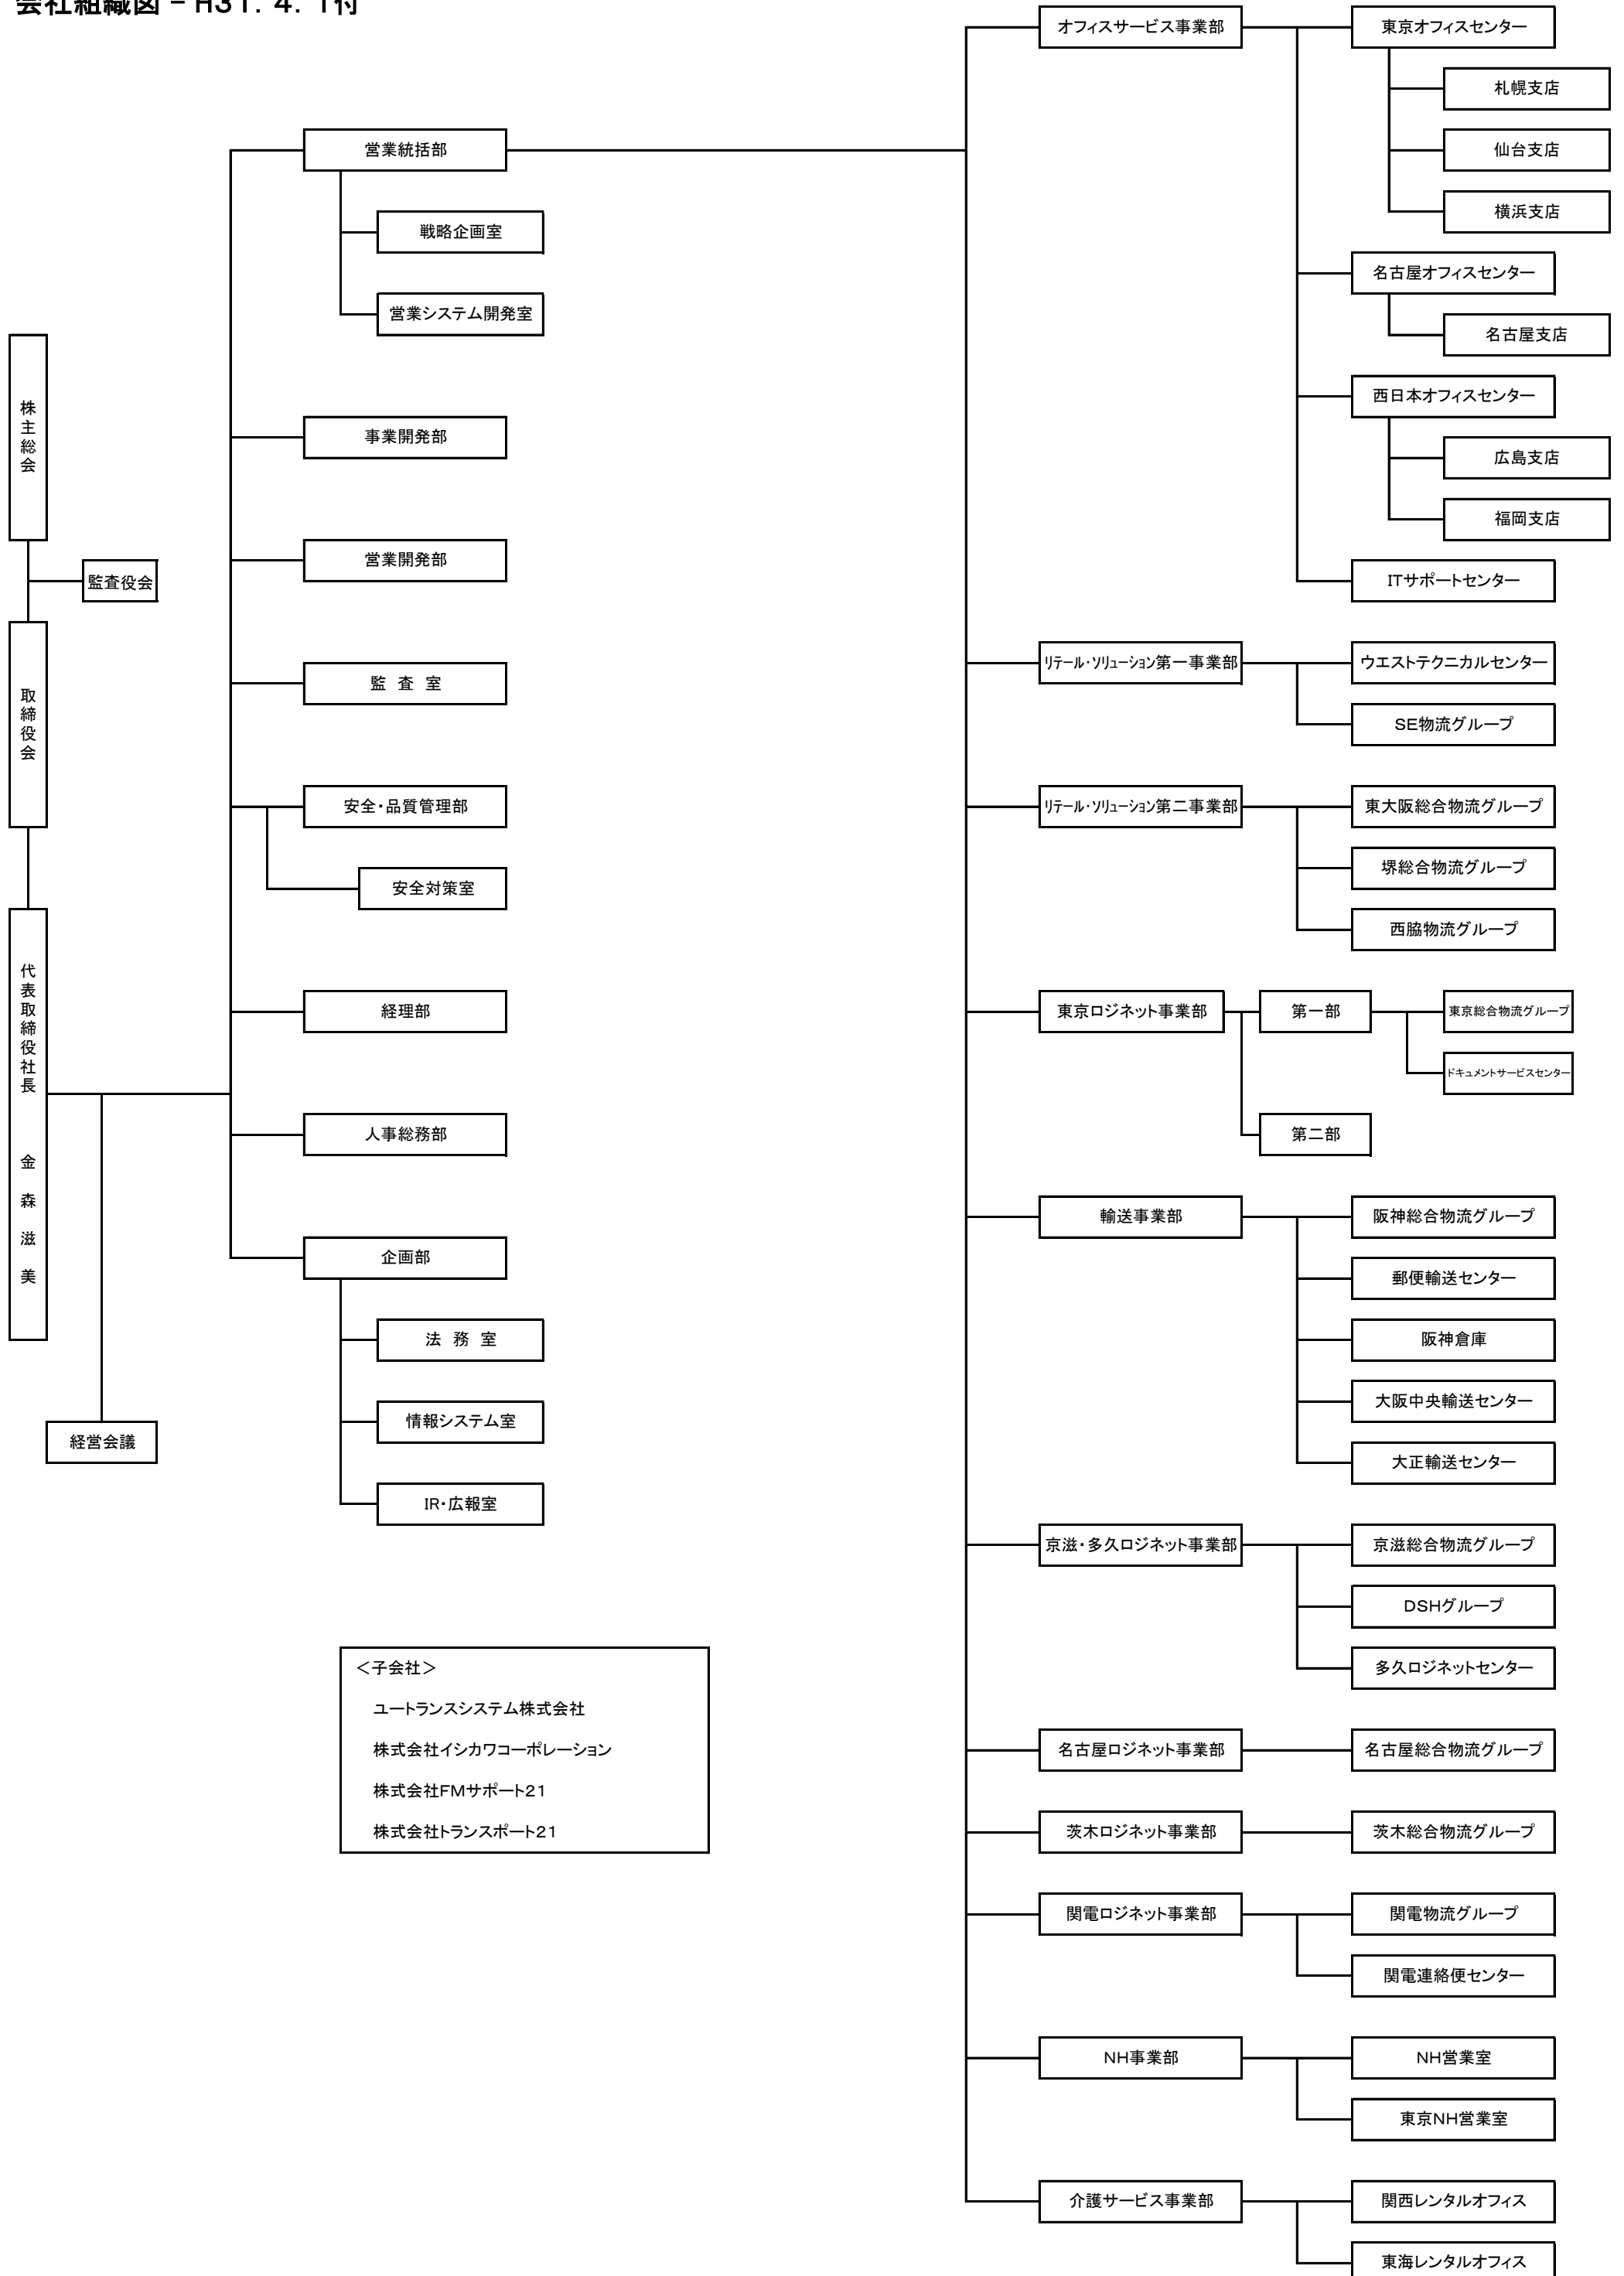 会社組織図 － H31．4．1付
株主総会
監査役会
取締役会
代表取締役社長　金森滋美
経営会議
営業統括部
戦略企画室
営業システム開発室
事業開発部
営業開発部
監 査 室
安全・品質管理部
安全対策室
経理部
人事総務部
企画部
法 務 室
情報システム室
IR・広報室
＜子会社＞
ユートランスシステム株式会社
株式会社イシカワコーポレーション
株式会社FMサポート21
株式会社トランスポート21
オフィスサービス事業部
東京オフィスセンター
札幌支店
仙台支店
横浜支店
名古屋オフィスセンター
名古屋支店
西日本オフィスセンター
広島支店
福岡支店
ITサポートセンター
リテール・ソリューション第一事業部
ウエストテクニカルセンター
SE物流グループ
リテール・ソリューション第二事業部
東大阪総合物流グループ
堺総合物流グループ
西脇物流グループ
東京ロジネット事業部
第一部
東京総合物流グループ
ドキュメントサービスセンター
第二部
輸送事業部
阪神総合物流グループ
郵便輸送センター
阪神倉庫
大阪中央輸送センター
大正輸送センター
京滋・多久ロジネット事業部
京滋総合物流グループ
DSHグループ
多久ロジネットセンター
名古屋ロジネット事業部
名古屋総合物流グループ
茨木ロジネット事業部
茨木総合物流グループ
関電ロジネット事業部
関電物流グループ
関電連絡便センター
NH事業部
NH営業室
東京NH営業室
介護サービス事業部
関西レンタルオフィス
東海レンタルオフィス